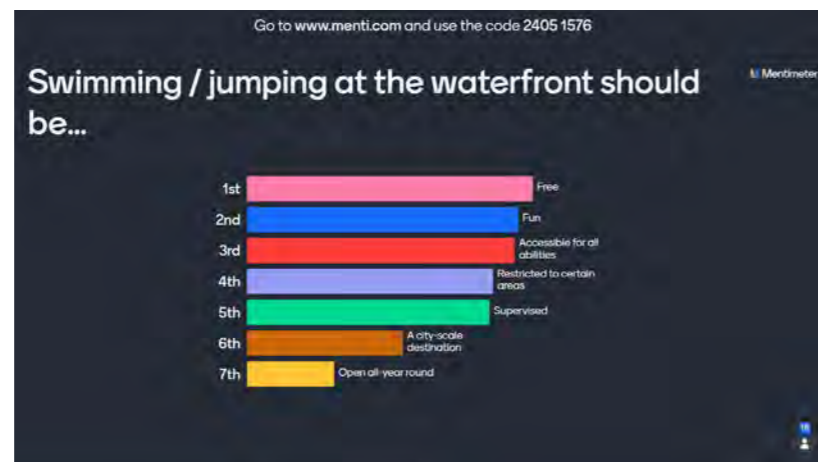 Go to www.menti.com and use the code 2405 1576
Swimming / jumping at the waterfront should
be...
Mentimeter
1st
Free
2nd
Fun
3rd
Accessible for all
abilities
4th
Restricted to certain
areas
5th
Supervised
6th
A city-scale
destination
7th
Open all-year round